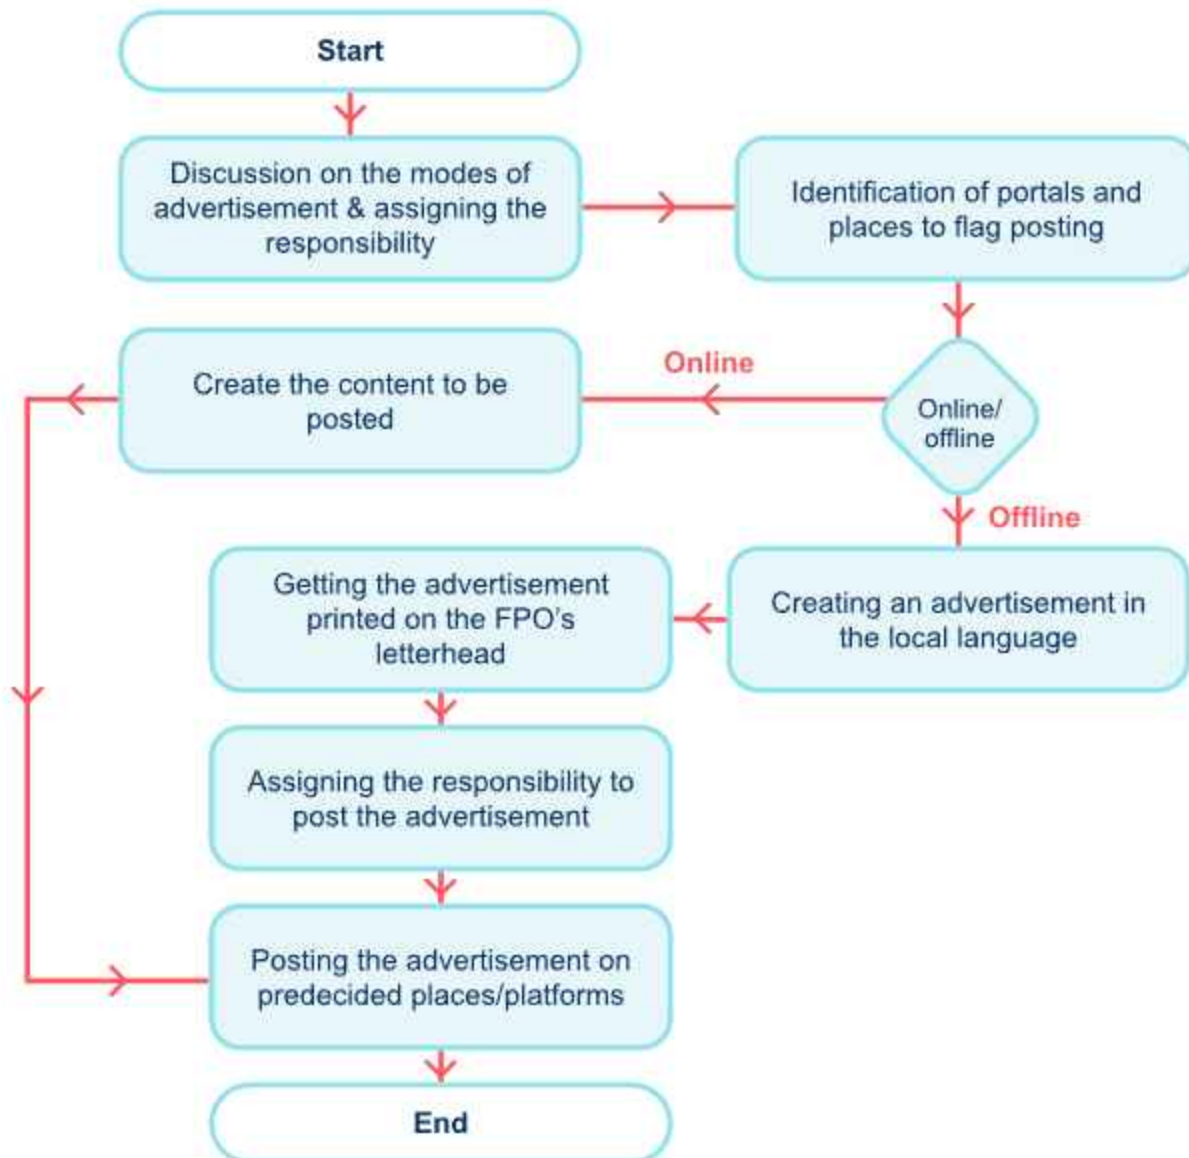 Start
Discussion on the modes of
advertisement & assigning the
responsibility
Identification of portals and
places to flag posting
Online/
offline
Online
Create the content to be
posted
Offline
Creating an advertisement in
the local language
Getting the advertisement
printed on the FPO's
letterhead
Assigning the responsibility to
post the advertisement
Posting the advertisement on
predecided places/platforms
End